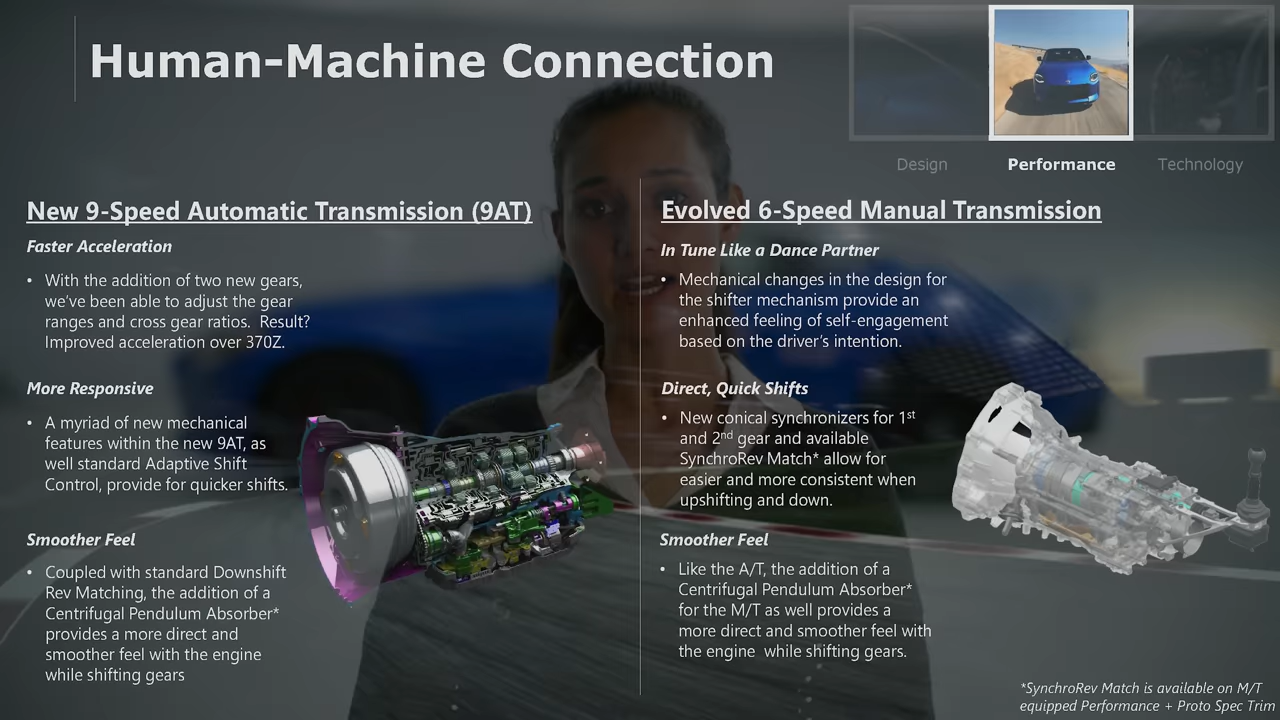 Human-Machine Connection
Design
Performance
Technology
New 9-Speed Automatic Transmission (9AT)
Faster Acceleration
• With the addition of two new gears,
we've been able to adjust the gear
ranges and cross gear ratios.  Result?
Improved acceleration over 370Z.
More Responsive
• A myriad of new mechanical
features within the new 9AT, as
well standard Adaptive Shift
Control, provide for quicker shifts.
Smoother Feel
• Coupled with standard Downshift
Rev Matching, the addition of a
Centrifugal Pendulum Absorber*
provides a more direct and
smoother feel with the engine
while shifting gears
Evolved 6-Speed Manual Transmission
In Tune Like a Dance Partner
• Mechanical changes in the design for
the shifter mechanism provide an
enhanced feeling of self-engagement
based on the driver's intention.
Direct, Quick Shifts
• New conical synchronizers for 1st
and 2nd gear and available
SynchroRev Match* allow for
easier and more consistent when
upshifting and down.
Smoother Feel
• Like the A/T, the addition of a
Centrifugal Pendulum Absorber*
for the M/T as well provides a
more direct and smoother feel with
the engine  while shifting gears.
*SynchroRev Match is available on M/T
equipped Performance + Proto Spec Trim